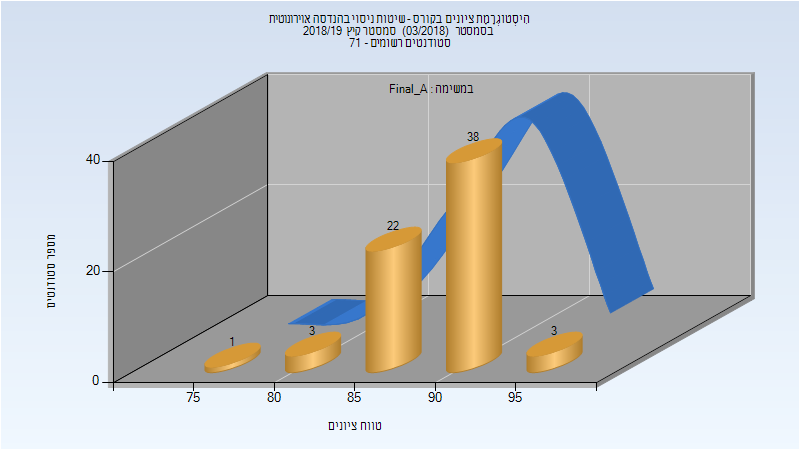 היסטוגרמת ציונים בקורס - שיטות ניסוי בהנדסה אוירונוטית
בסמסטר (03/2018) סמסטר קיץ 2018/19
סטודנטים רשומים - 71
במשימה : Final_A
38
40
22
20
מספר סטודנטים
1
3
3
0
75
80
85
90
95
טווח ציונים